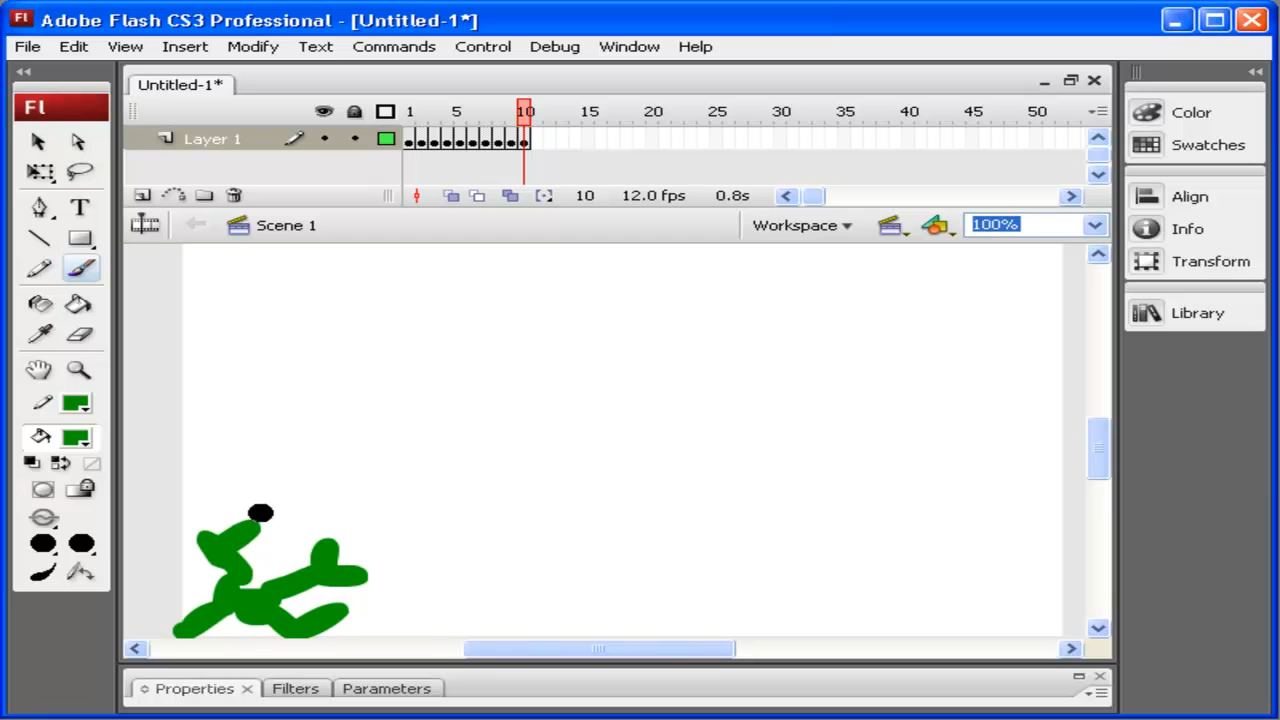 Fl Adobe Flash CS3 Professional - [Untitled-1*]
File Edit View Insert Modify Text Commands Control Debug Window Help
Untitled-1*
Fl
1 5 10 15 20 25 30 35 40 45 50
Layer 1
10 12.0 fps 0.8s
Scene 1 Workspace 100%
Color
Swatches
Align
Info
Transform
Library
T
Properties Filters Parameters